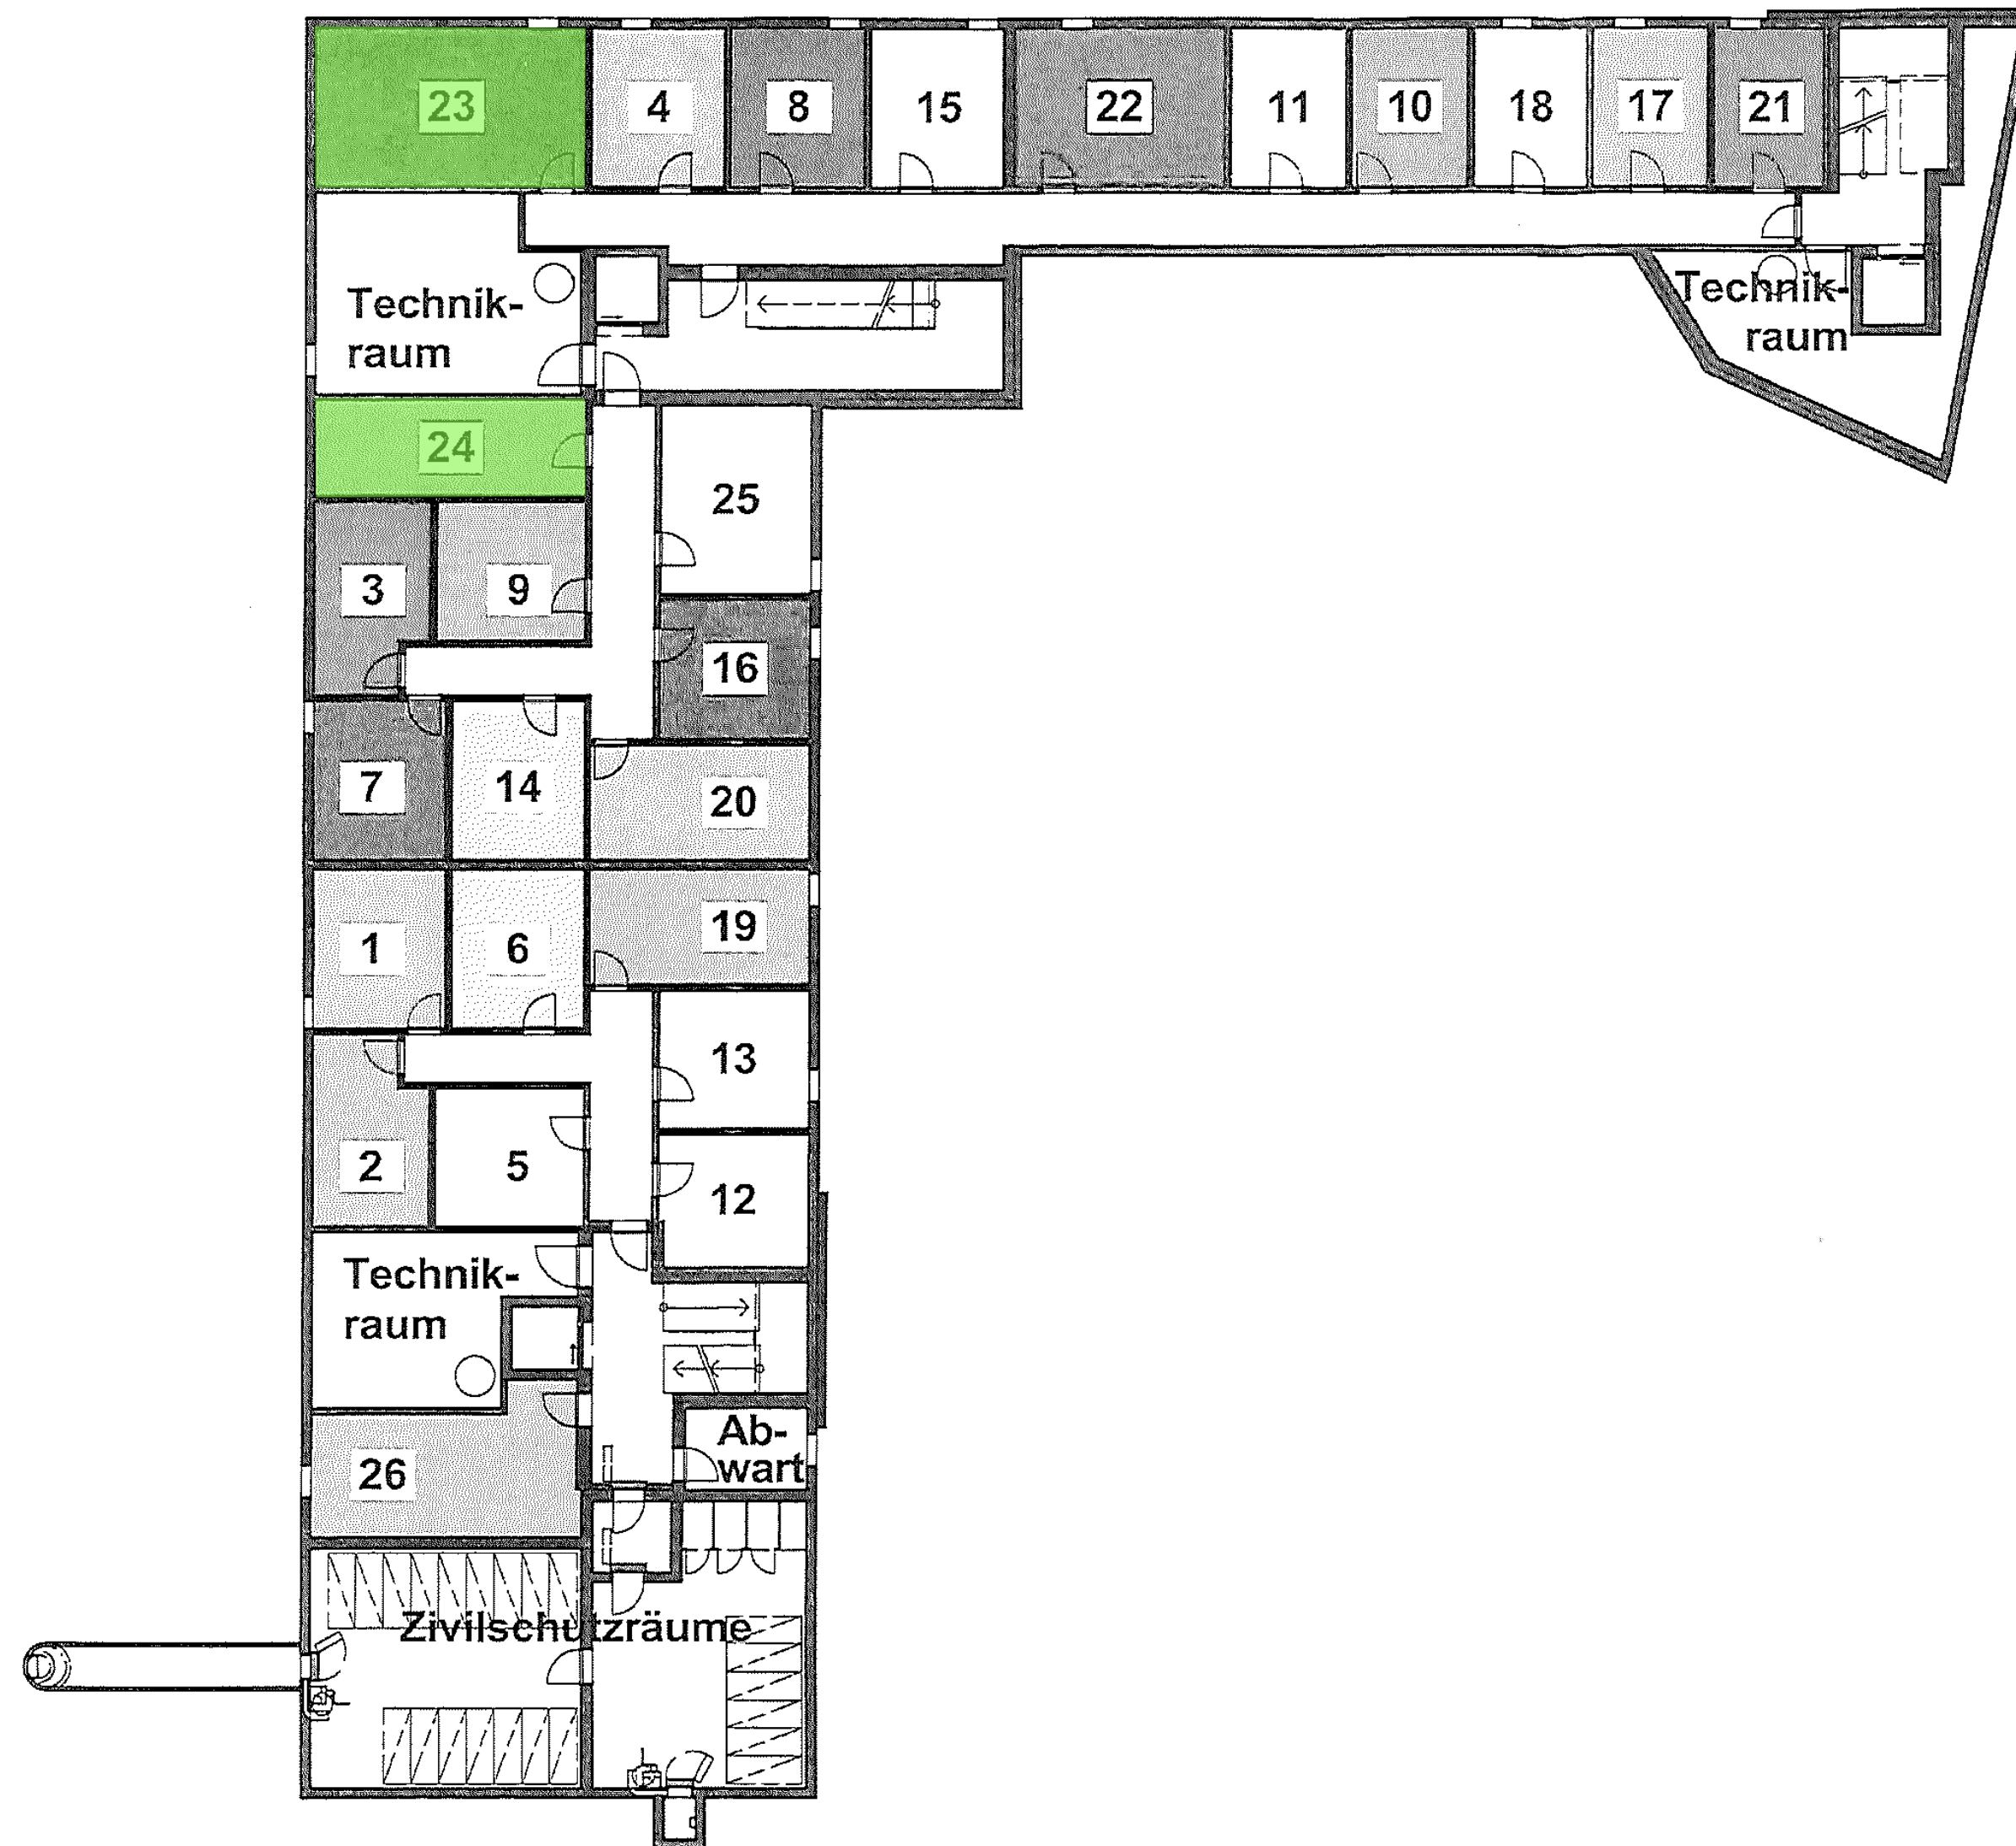 23 4 8 15 22 11 10 18 17 21
Technik-
raum
Technik-
raum
24
25
3 9
16
7 14 20
1 6 19
13
2 5
12
Technik-
raum
Ab-
wart
26
Zivilschutzräume